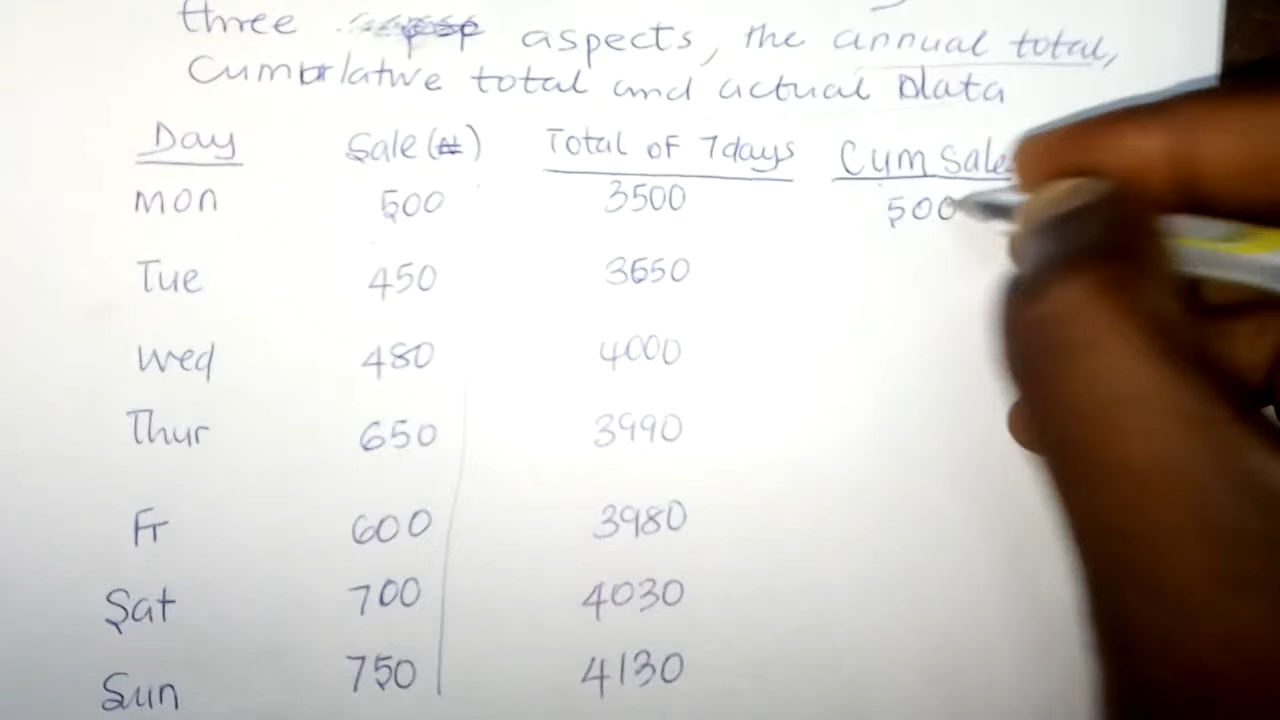 three aspects, the annual total,
Cumulative total and actual Data
Day Sale (₦) Total of 7days Cum Sale
Mon 500 3500 500
Tue 450 3650
Wed 480 4000
Thur 650 3990
Fr 600 3980
Sat 700 4030
Sun 750 4130